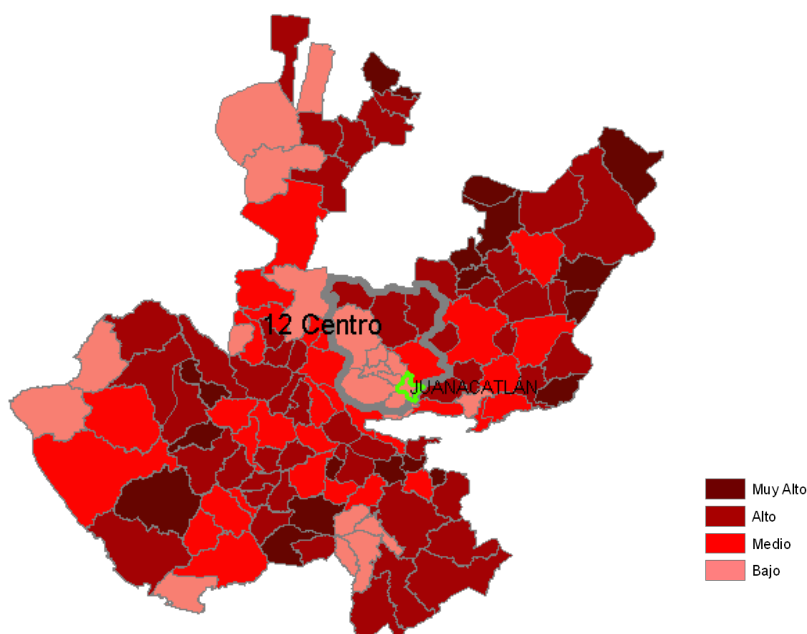 12 Centro
JUANACATLÁN
Muy Alto
Alto
Medio
Bajo